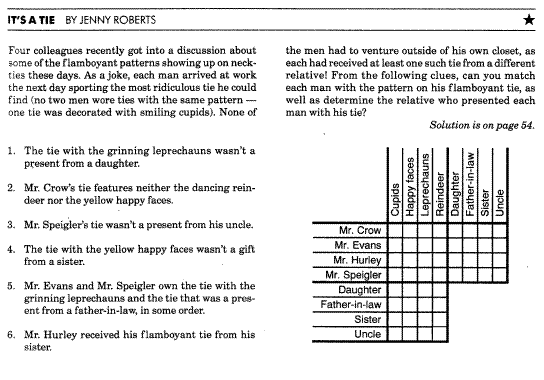 IT'S A TIE BY JENNY ROBERTS ★
Four colleagues recently got into a discussion about
some of the flamboyant patterns showing up on neck-
ties these days. As a joke, each man arrived at work
the next day sporting the most ridiculous tie he could
find (no two men wore ties with the same pattern —
one tie was decorated with smiling cupids). None of
the men had to venture outside of his own closet, as
each had received at least one such tie from a different
relative! From the following clues, can you match
each man with the pattern on his flamboyant tie, as
well as determine the relative who presented each
man with his tie?
Solution is on page 54.
1. The tie with the grinning leprechauns wasn't a
present from a daughter.
2. Mr. Crow's tie features neither the dancing rein-
deer nor the yellow happy faces.
3. Mr. Speigler's tie wasn't a present from his uncle.
4. The tie with the yellow happy faces wasn't a gift
from a sister.
5. Mr. Evans and Mr. Speigler own the tie with the
grinning leprechauns and the tie that was a pres-
ent from a father-in-law, in some order.
6. Mr. Hurley received his flamboyant tie from his
sister.
Cupids
Happy faces
Leprechauns
Reindeer
Daughter
Father-in-law
Sister
Uncle
Mr. Crow
Mr. Evans
Mr. Hurley
Mr. Speigler
Daughter
Father-in-law
Sister
Uncle